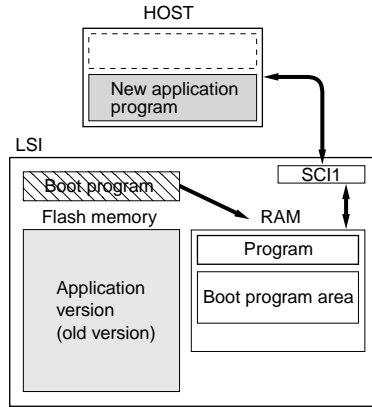 HOST
New application
program
LSI
SCI1
Boot program
Flash memory
RAM
Program
Application
version
(old version)
Boot program area